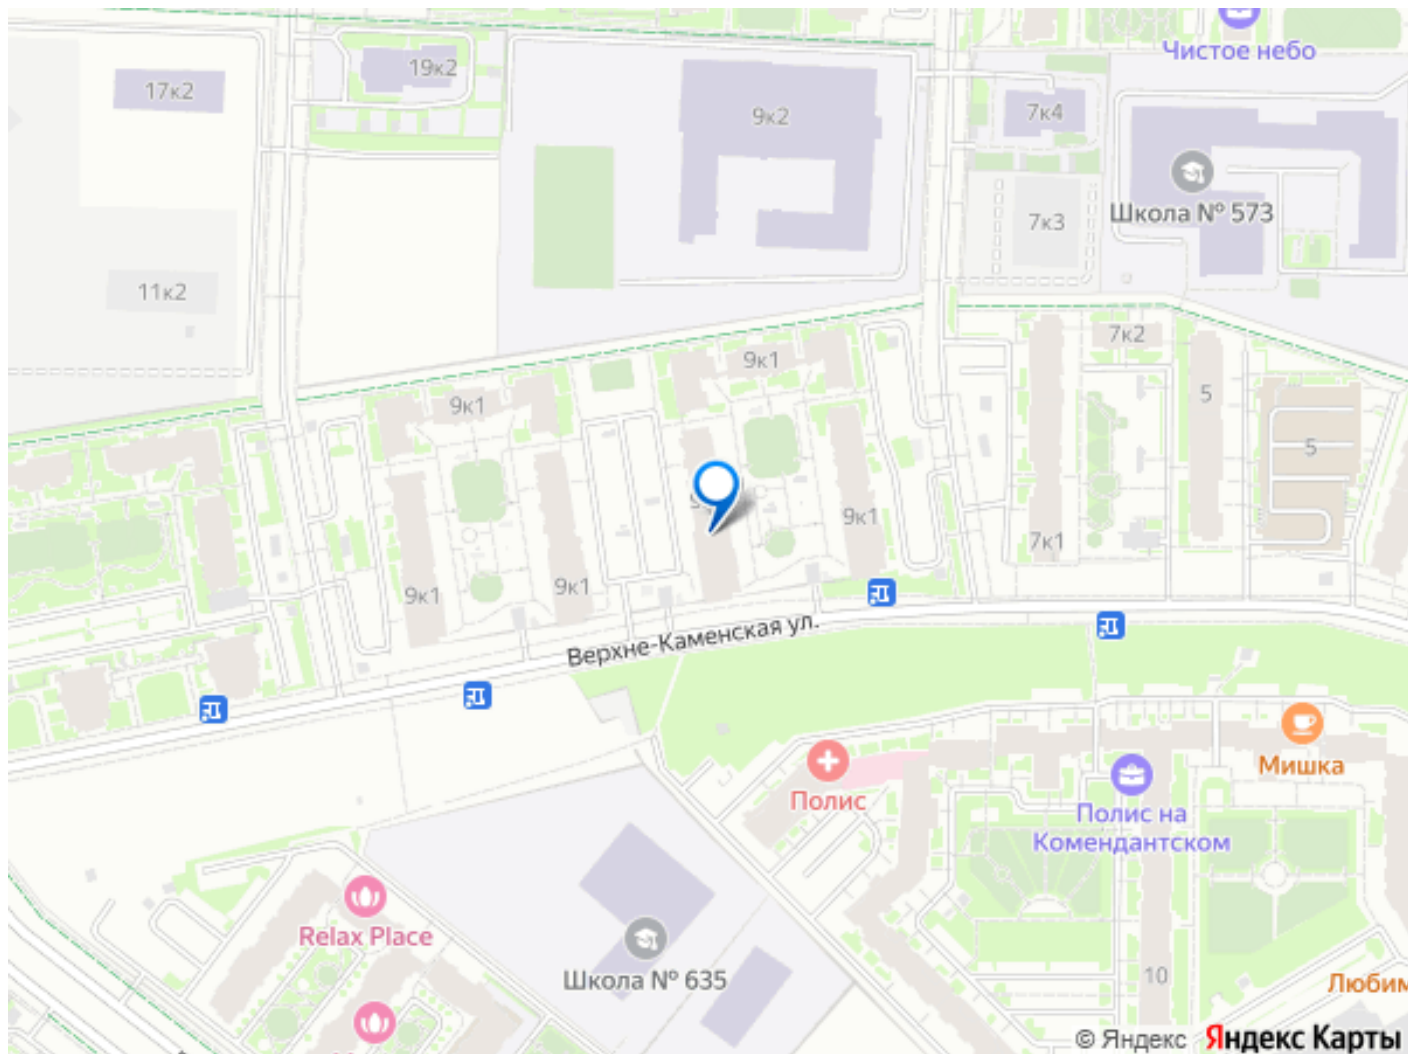 Чистое небо
19к2
17к2
9к2
7к4
Школа № 573
7к3
11к2
7к2
9к1
5
9к1
5
9к1
7к1
9к1
9к1
Верхне-Каменская ул.
Мишка
Полис
Полис на
Комендантском
Relax Place
Школа № 635
10
Любим
© Яндекс Яндекс Карты